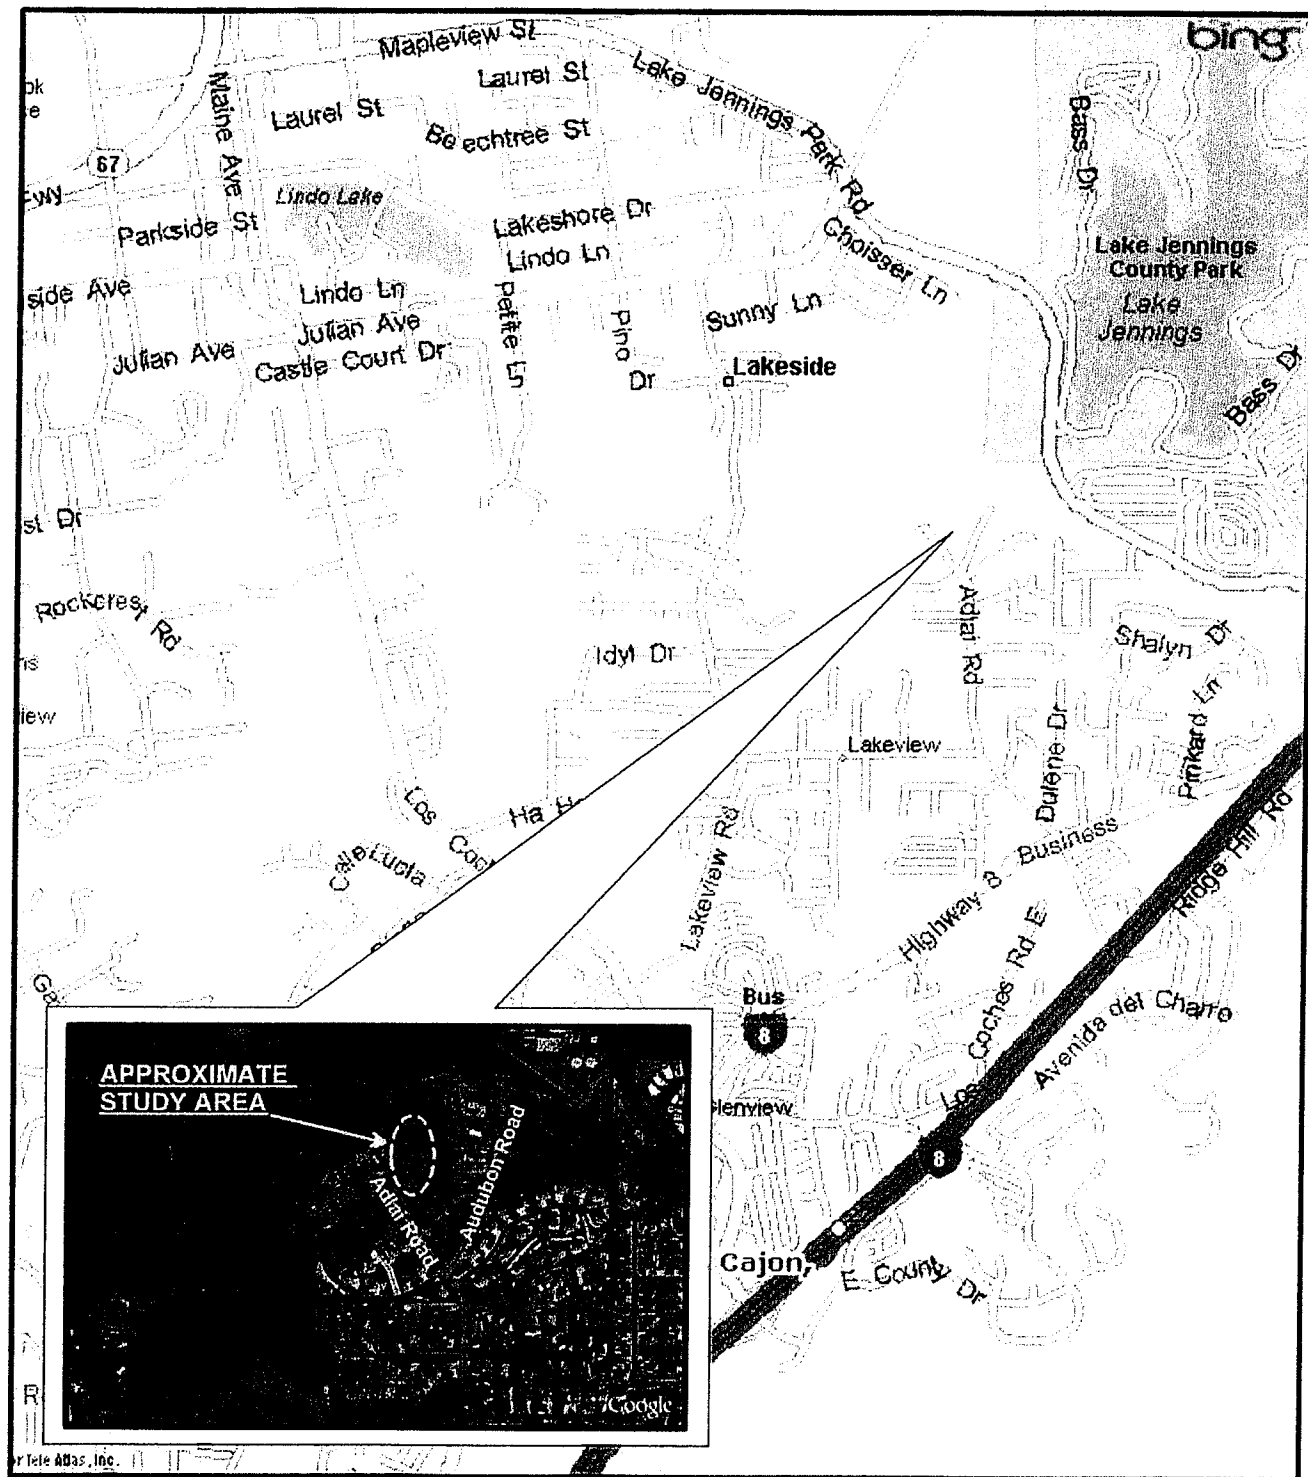 bing
Mapleview St
Laurel St
Lake Jennings Park Rd
Maine Ave
Laurel St
Beechtree St
Bass Dr
67
Lindo Lake
Parkside St
Lakeshore Dr
Choisser Ln
Lindo Ln
Lake Jennings
County Park
Lake
Jennings
side Ave
Lindo Ln
Petite Ln
Pino Dr
Sunny Ln
Julian Ave
Julian Ave
Castle Court Dr
Lakeside
Bass Dr
st Dr
Rockcrest Rd
Adlai Rd
Shalyn Dr
Idyl Dr
Pinkard Ln
iew
Lakeview
Dulene Dr
Los Coc
Ha H
Calle Lucia
Lakeview Rd
Highway 8 Business
Ridge Hill Rd
Los Coches Rd E
Avenida del Charro
Bus
8
lenview
8
APPROXIMATE
STUDY AREA
Adlai Road
Audubon Road
Google
Cajon,
E County Dr
r Tele Atlas, Inc.